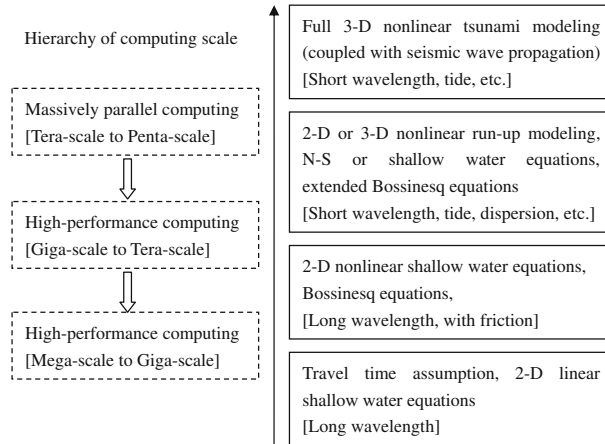 Hierarchy of computing scale
Massively parallel computing
[Tera-scale to Penta-scale]
High-performance computing
[Giga-scale to Tera-scale]
High-performance computing
[Mega-scale to Giga-scale]
Full 3-D nonlinear tsunami modeling
(coupled with seismic wave propagation)
[Short wavelength, tide, etc.]
2-D or 3-D nonlinear run-up modeling,
N-S or shallow water equations,
extended Bossinesq equations
[Short wavelength, tide, dispersion, etc.]
2-D nonlinear shallow water equations,
Bossinesq equations,
[Long wavelength, with friction]
Travel time assumption, 2-D linear
shallow water equations
[Long wavelength]